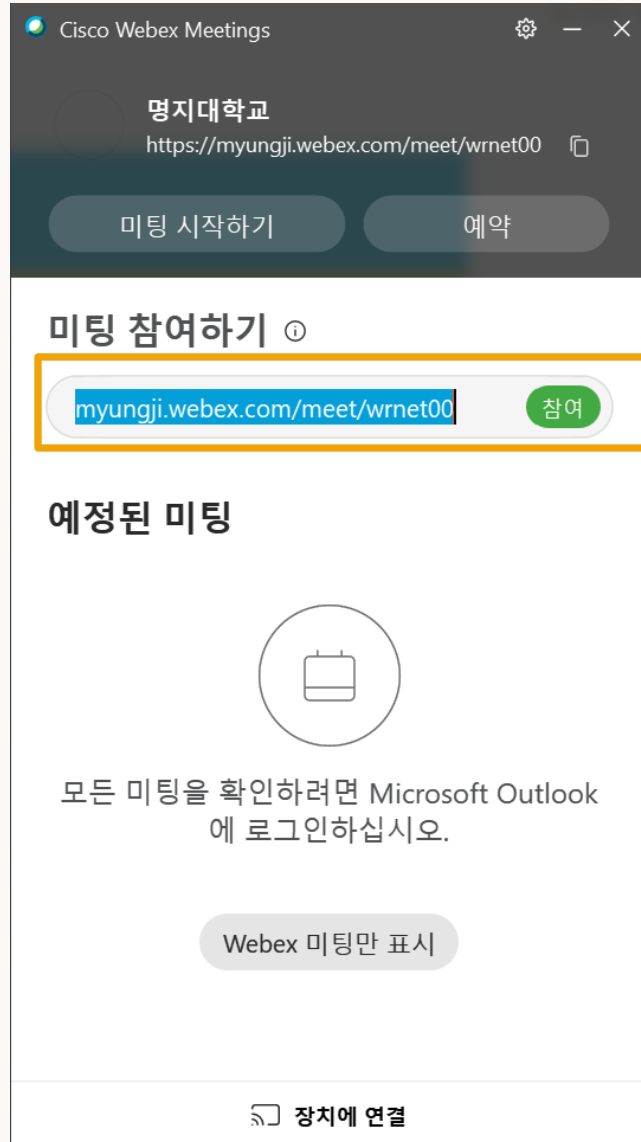 Cisco Webex Meetings
명지대학교
https://myungji.webex.com/meet/wrnet00
미팅 시작하기
예약
미팅 참여하기
myungji.webex.com/meet/wrnet00
참여
예정된 미팅
모든 미팅을 확인하려면 Microsoft Outlook
에 로그인하십시오.
Webex 미팅만 표시
장치에 연결